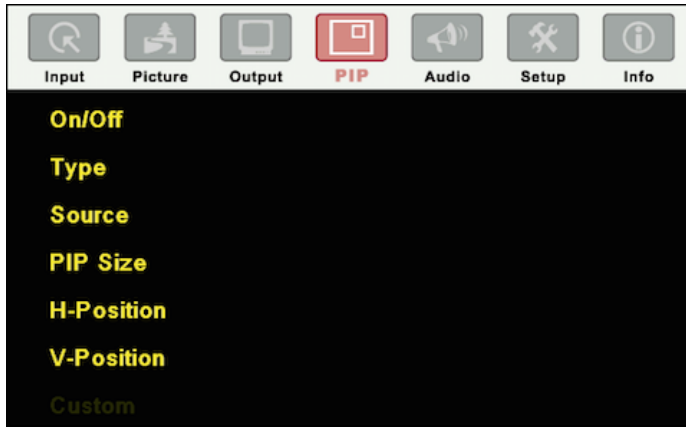 Input Picture Output PIP Audio Setup Info
On/Off
Type
Source
PIP Size
H-Position
V-Position
Custom